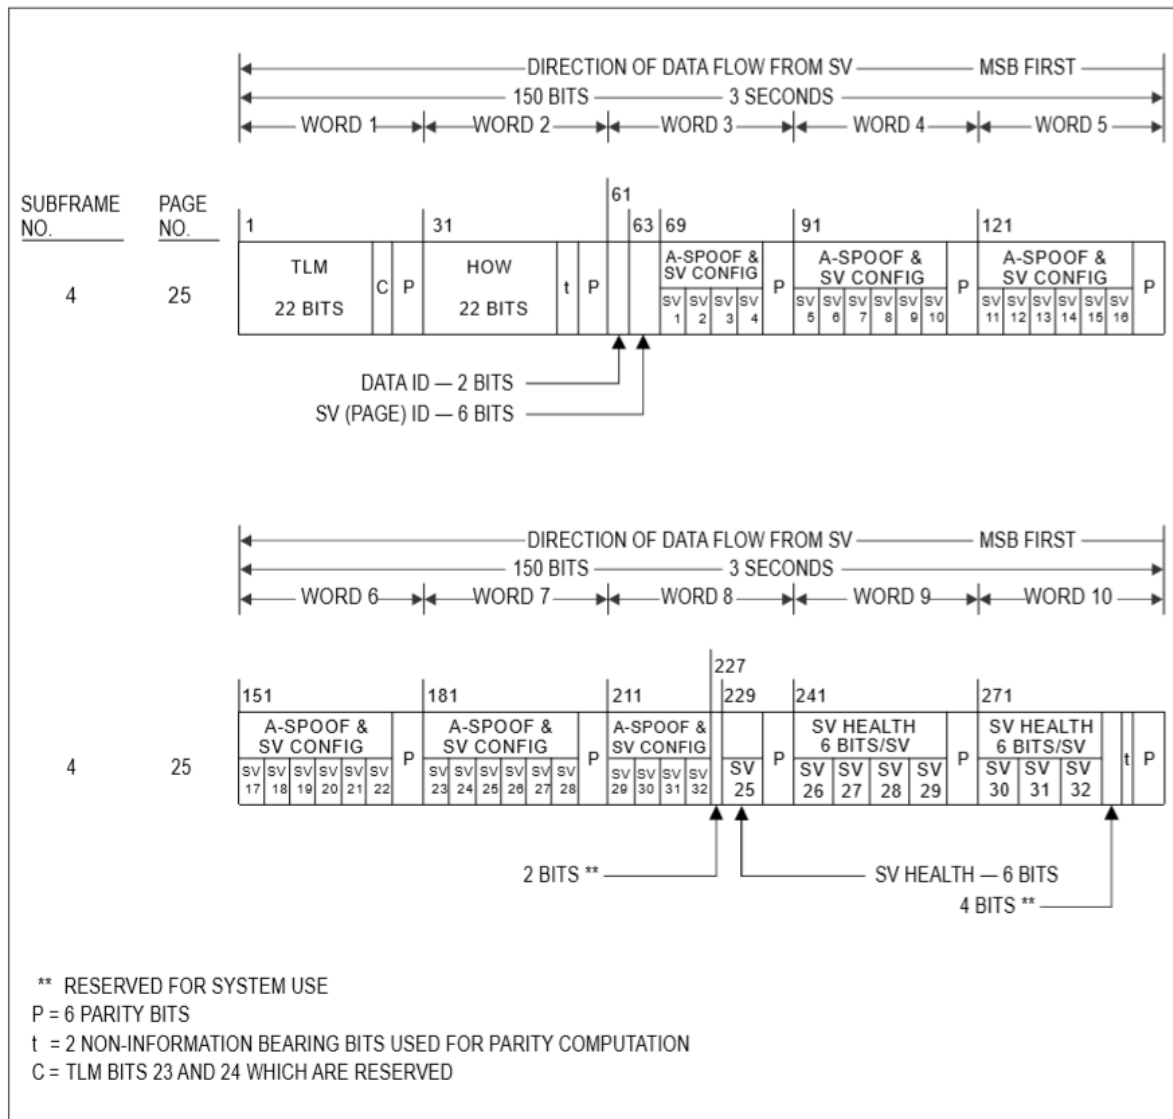 DIRECTION OF DATA FLOW FROM SV MSB FIRST
150 BITS 3 SECONDS
WORD 1 WORD 2 WORD 3 WORD 4 WORD 5
SUBFRAME NO. PAGE NO.
1 31 61 63 69 91 121
4 25
TLM 22 BITS C P
HOW 22 BITS t P
A-SPOOF & SV CONFIG
SV 1 SV 2 SV 3 SV 4 P
A-SPOOF & SV CONFIG
SV 5 SV 6 SV 7 SV 8 SV 9 SV 10 P
A-SPOOF & SV CONFIG
SV 11 SV 12 SV 13 SV 14 SV 15 SV 16 P
DATA ID — 2 BITS
SV (PAGE) ID — 6 BITS
DIRECTION OF DATA FLOW FROM SV MSB FIRST
150 BITS 3 SECONDS
WORD 6 WORD 7 WORD 8 WORD 9 WORD 10
151 181 211 227 229 241 271
4 25
A-SPOOF & SV CONFIG
SV 17 SV 18 SV 19 SV 20 SV 21 SV 22 P
A-SPOOF & SV CONFIG
SV 23 SV 24 SV 25 SV 26 SV 27 SV 28 P
A-SPOOF & SV CONFIG
SV 29 SV 30 SV 31 SV 32
SV 25 P
SV HEALTH 6 BITS/SV
SV 26 SV 27 SV 28 SV 29 P
SV HEALTH 6 BITS/SV
SV 30 SV 31 SV 32 t P
2 BITS ** SV HEALTH — 6 BITS
4 BITS **
** RESERVED FOR SYSTEM USE
P = 6 PARITY BITS
t = 2 NON-INFORMATION BEARING BITS USED FOR PARITY COMPUTATION
C = TLM BITS 23 AND 24 WHICH ARE RESERVED